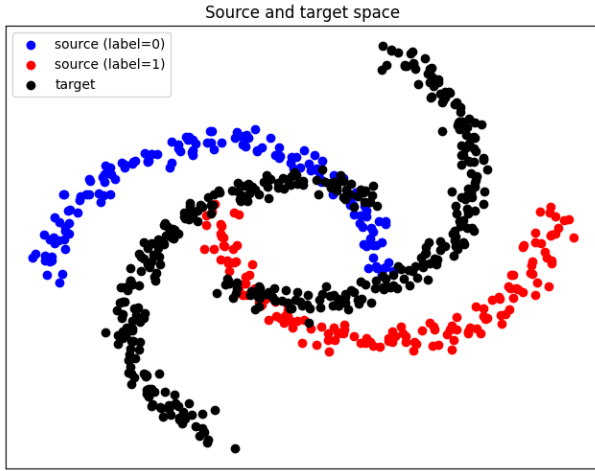 Source and target space
source (label=0)
source (label=1)
target